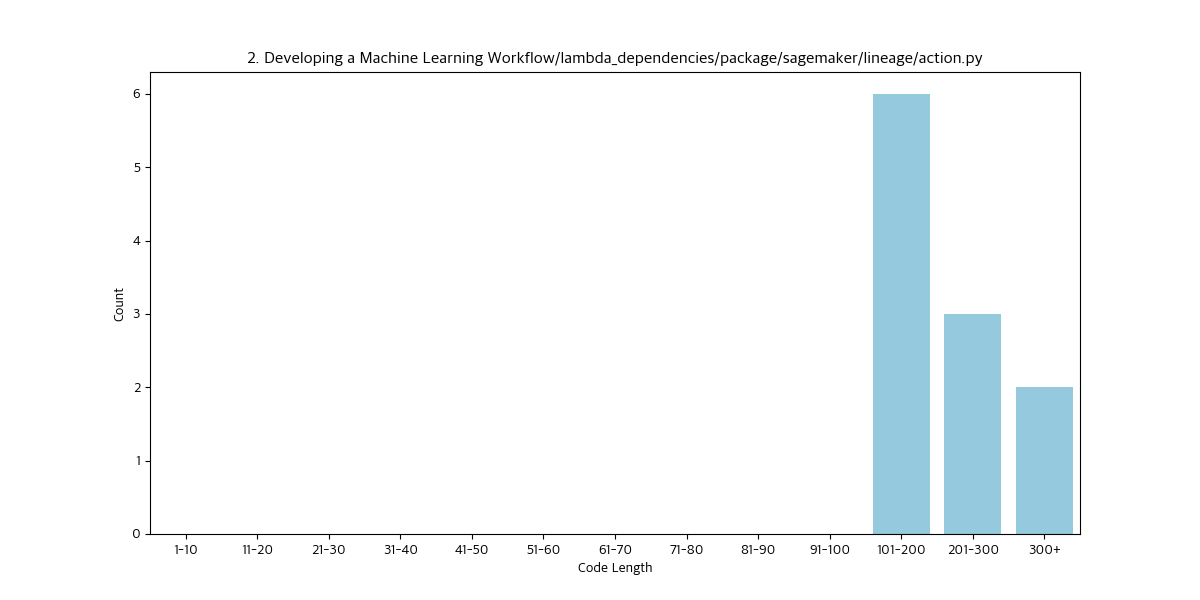 2. Developing a Machine Learning Workflow/lambda_dependencies/package/sagemaker/lineage/action.py
6
5
4
3
2
1
0
Count
1-10 11-20 21-30 31-40 41-50 51-60 61-70 71-80 81-90 91-100 101-200 201-300 300+
Code Length